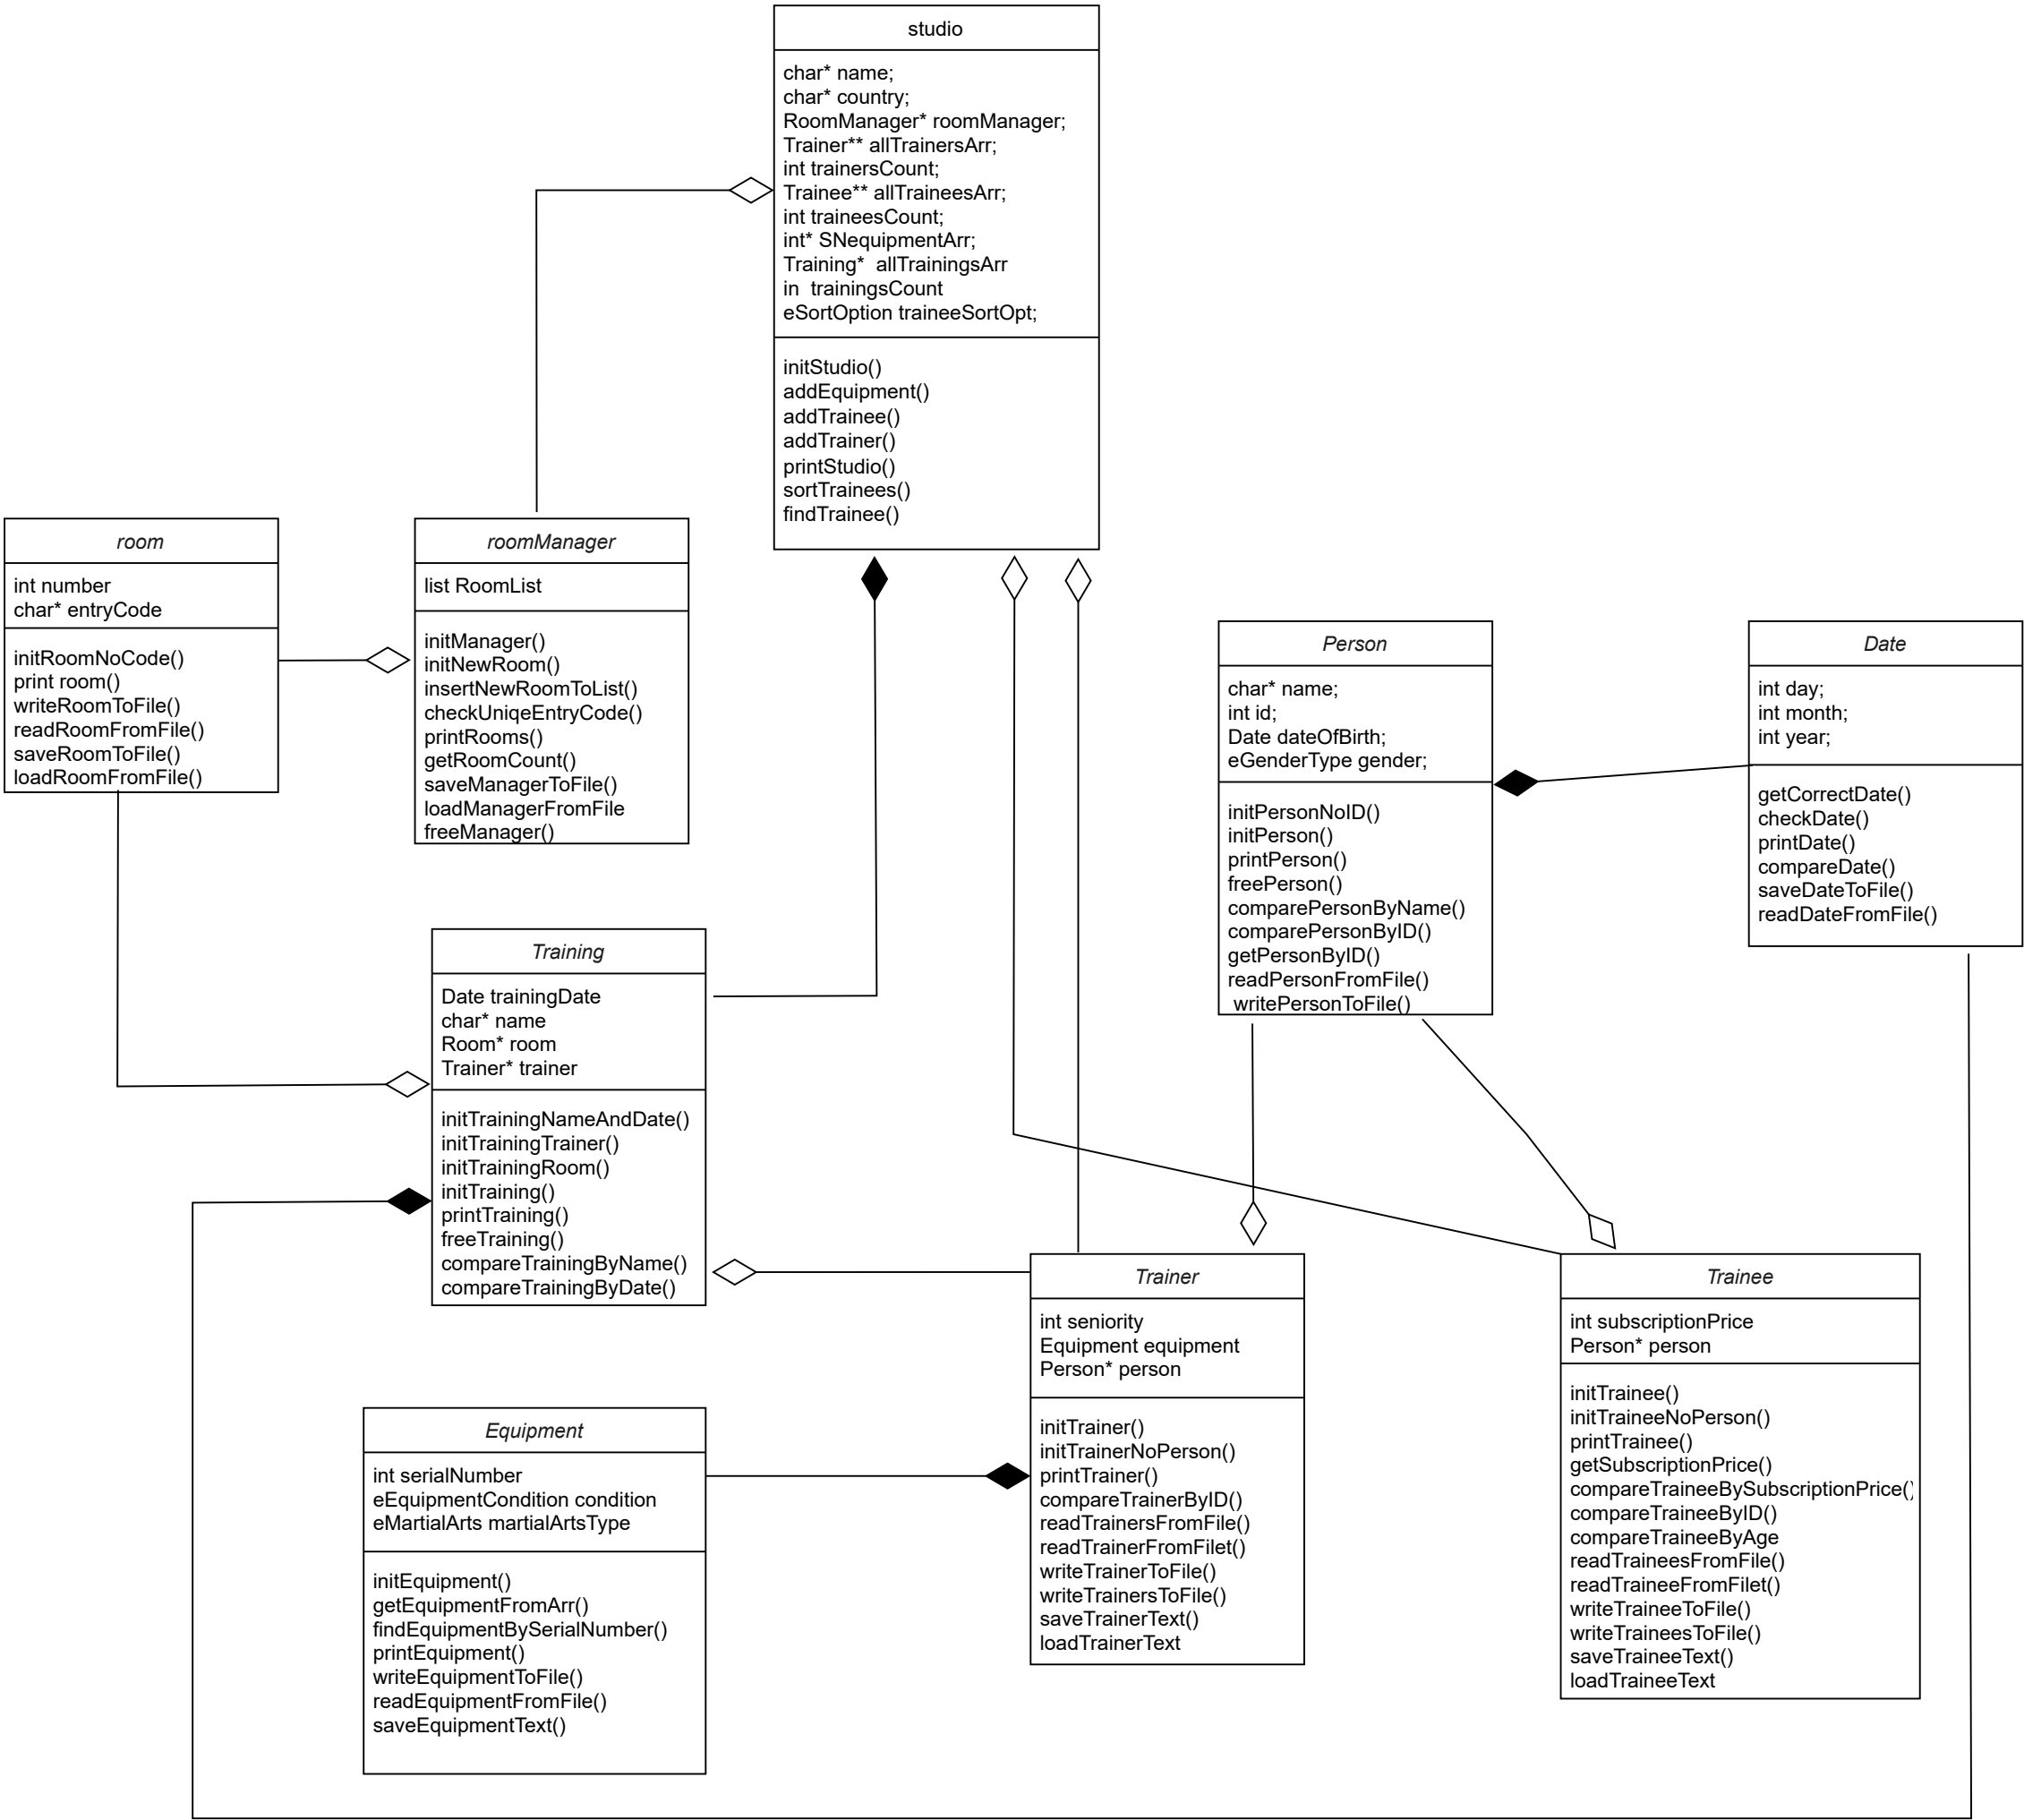 studio
char* name;
char* country;
RoomManager* roomManager;
Trainer** allTrainersArr;
int trainersCount;
Trainee** allTraineesArr;
int traineesCount;
int* SNequipmentArr;
Training*  allTrainingsArr
in  trainingsCount
eSortOption traineeSortOpt;
initStudio()
addEquipment()
addTrainee()
addTrainer()
printStudio()
sortTrainees()
findTrainee()
room
int number
char* entryCode
initRoomNoCode()
print room()
writeRoomToFile()
readRoomFromFile()
saveRoomToFile()
loadRoomFromFile()
roomManager
list RoomList
initManager()
initNewRoom()
insertNewRoomToList()
checkUniqeEntryCode()
printRooms()
getRoomCount()
saveManagerToFile()
loadManagerFromFile
freeManager()
Person
char* name;
int id;
Date dateOfBirth;
eGenderType gender;
initPersonNoID()
initPerson()
printPerson()
freePerson()
comparePersonByName()
comparePersonByID()
getPersonByID()
readPersonFromFile()
writePersonToFile()
Date
int day;
int month;
int year;
getCorrectDate()
checkDate()
printDate()
compareDate()
saveDateToFile()
readDateFromFile()
Training
Date trainingDate
char* name
Room* room
Trainer* trainer
initTrainingNameAndDate()
initTrainingTrainer()
initTrainingRoom()
initTraining()
printTraining()
freeTraining()
compareTrainingByName()
compareTrainingByDate()
Trainer
int seniority
Equipment equipment
Person* person
initTrainer()
initTrainerNoPerson()
printTrainer()
compareTrainerByID()
readTrainersFromFile()
readTrainerFromFilet()
writeTrainerToFile()
writeTrainersToFile()
saveTrainerText()
loadTrainerText
Trainee
int subscriptionPrice
Person* person
initTrainee()
initTraineeNoPerson()
printTrainee()
getSubscriptionPrice()
compareTraineeBySubscriptionPrice()
compareTraineeByID()
compareTraineeByAge
readTraineesFromFile()
readTraineeFromFilet()
writeTraineeToFile()
writeTraineesToFile()
saveTraineeText()
loadTraineeText
Equipment
int serialNumber
eEquipmentCondition condition
eMartialArts martialArtsType
initEquipment()
getEquipmentFromArr()
findEquipmentBySerialNumber()
printEquipment()
writeEquipmentToFile()
readEquipmentFromFile()
saveEquipmentText()